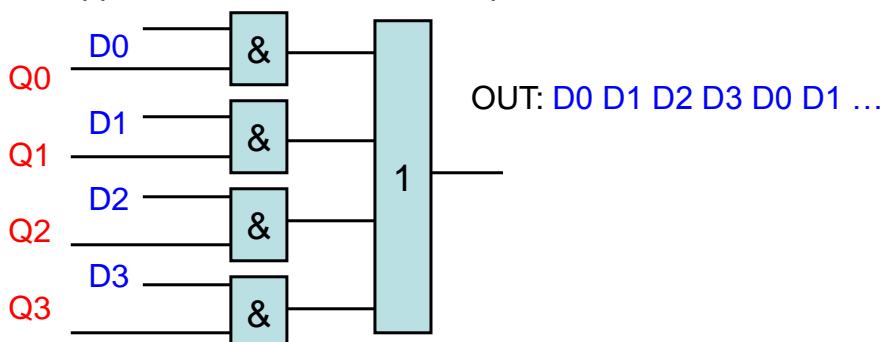 D0
&
Q0
OUT: D0 D1 D2 D3 D0 D1 …
D1
&
Q1
1
D2
&
Q2
D3
&
Q3